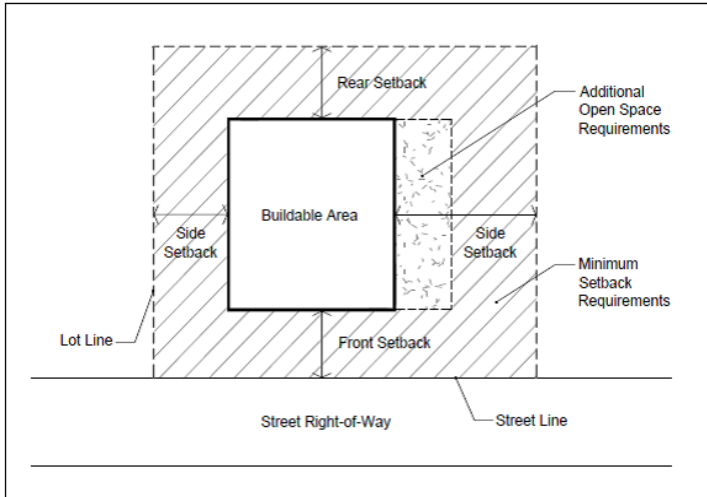 Rear Setback
Additional
Open Space
Requirements
Buildable Area
Side
Setback
Side
Setback
Minimum
Setback
Requirements
Lot Line
Front Setback
Street Right-of-Way
Street Line